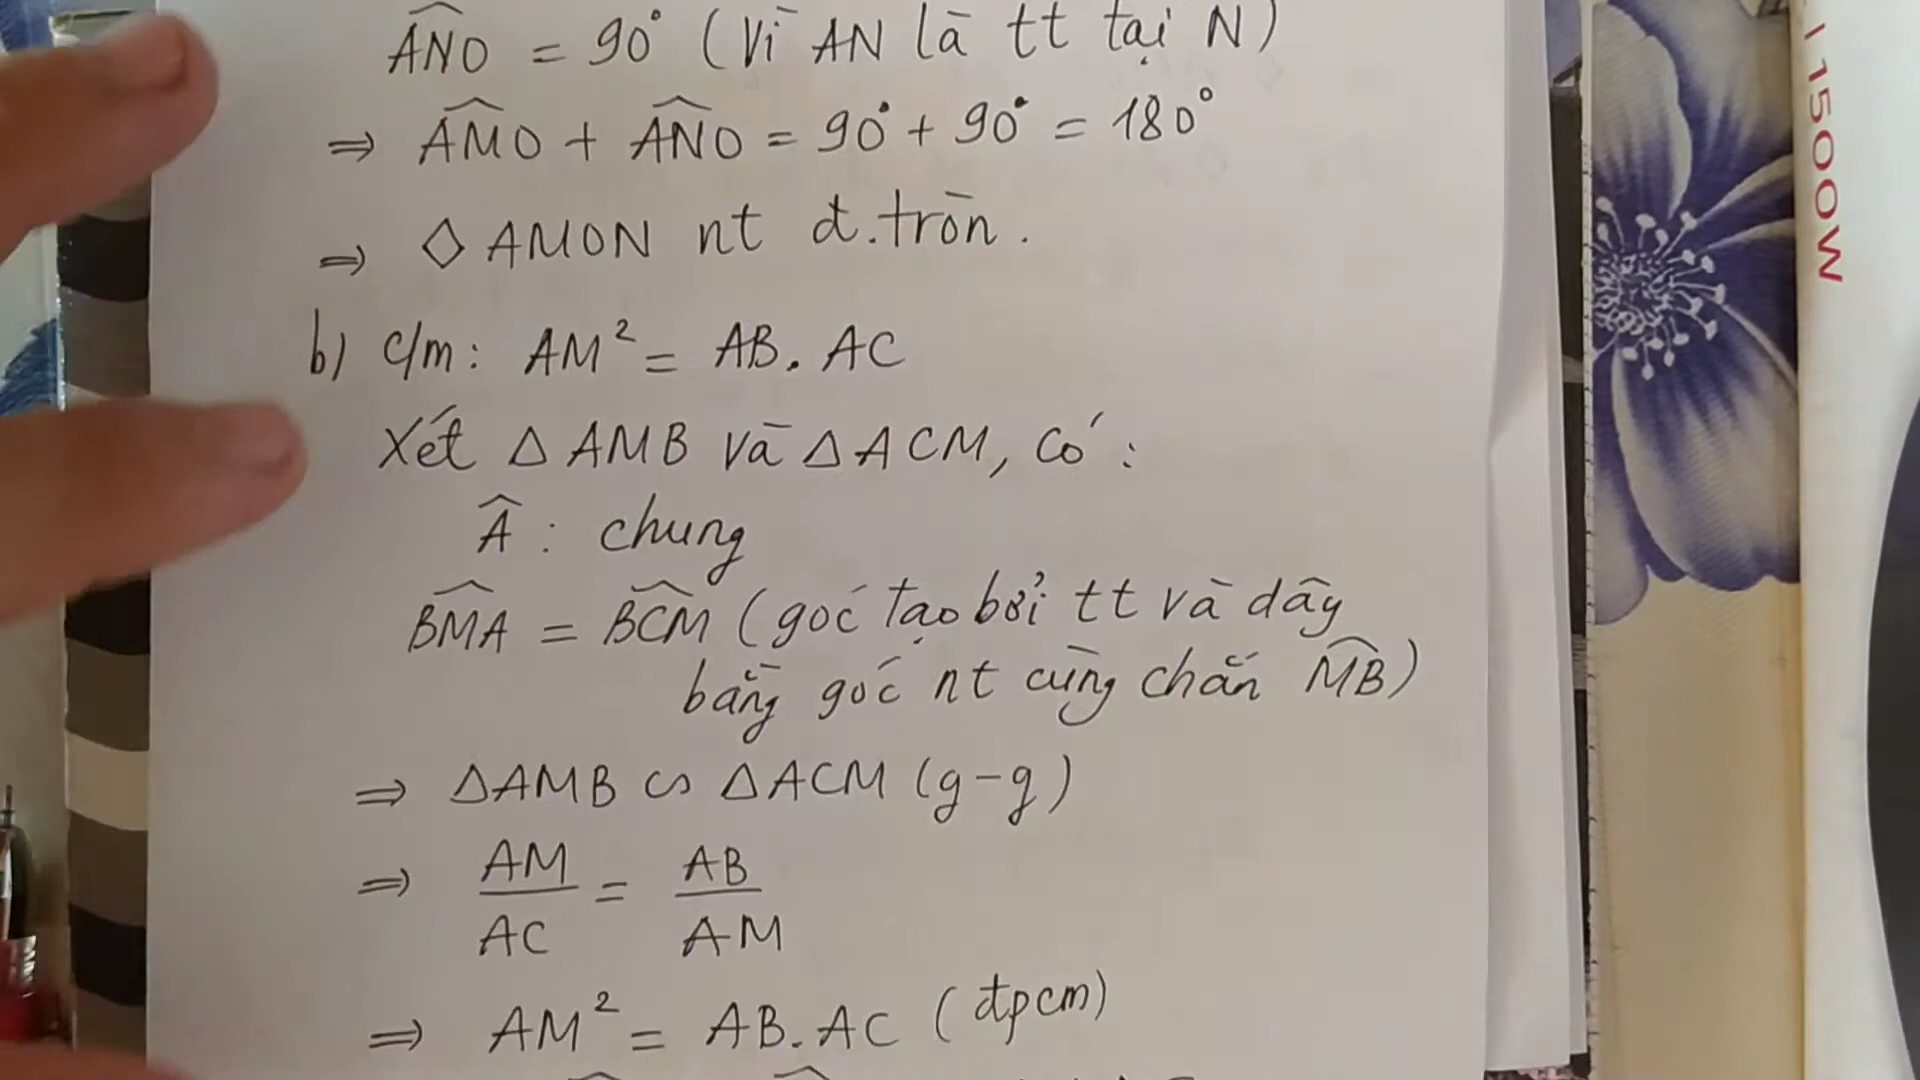 ANO = 90° (Vì AN là tt tại N)
⇒ AMO + ANO = 90° + 90° = 180°
⇒ ◇ AMON nt đ.tròn.
b) c/m: AM² = AB. AC
Xét △ AMB và △ ACM, có:
Â: chung
BMA = BCM (góc tạo bởi tt và dây
bằng góc nt cùng chắn MB)
⇒ △AMB ∽ △ACM (g-g)
⇒ AM/AC = AB/AM
⇒ AM² = AB.AC (đpcm)
1500W